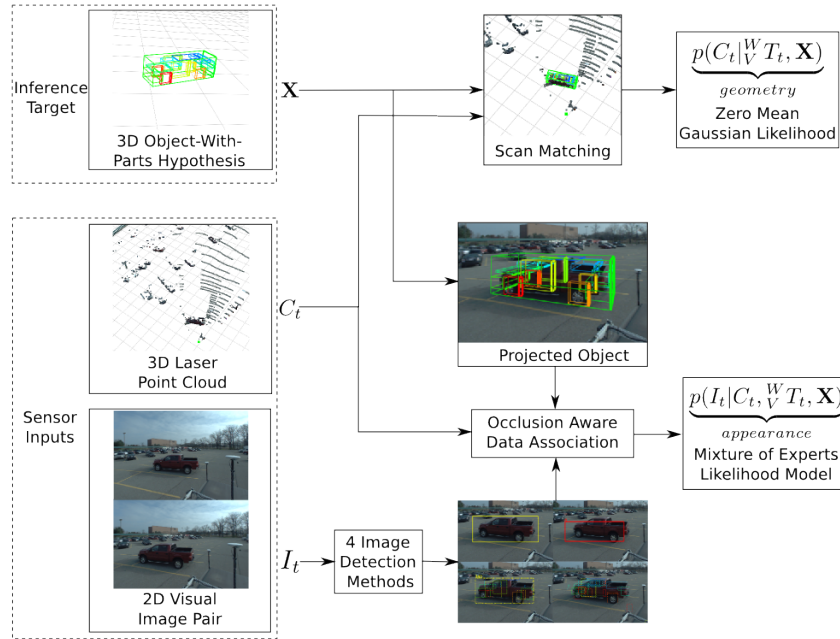 Inference
Target
3D Object-With-
Parts Hypothesis
X
Scan Matching
p(C_t|^W_V T_t, X)
geometry
Zero Mean
Gaussian Likelihood
Sensor
Inputs
3D Laser
Point Cloud
C_t
Projected Object
Occlusion Aware
Data Association
p(I_t|C_t, ^W_V T_t, X)
appearance
Mixture of Experts
Likelihood Model
2D Visual
Image Pair
I_t
4 Image
Detection
Methods